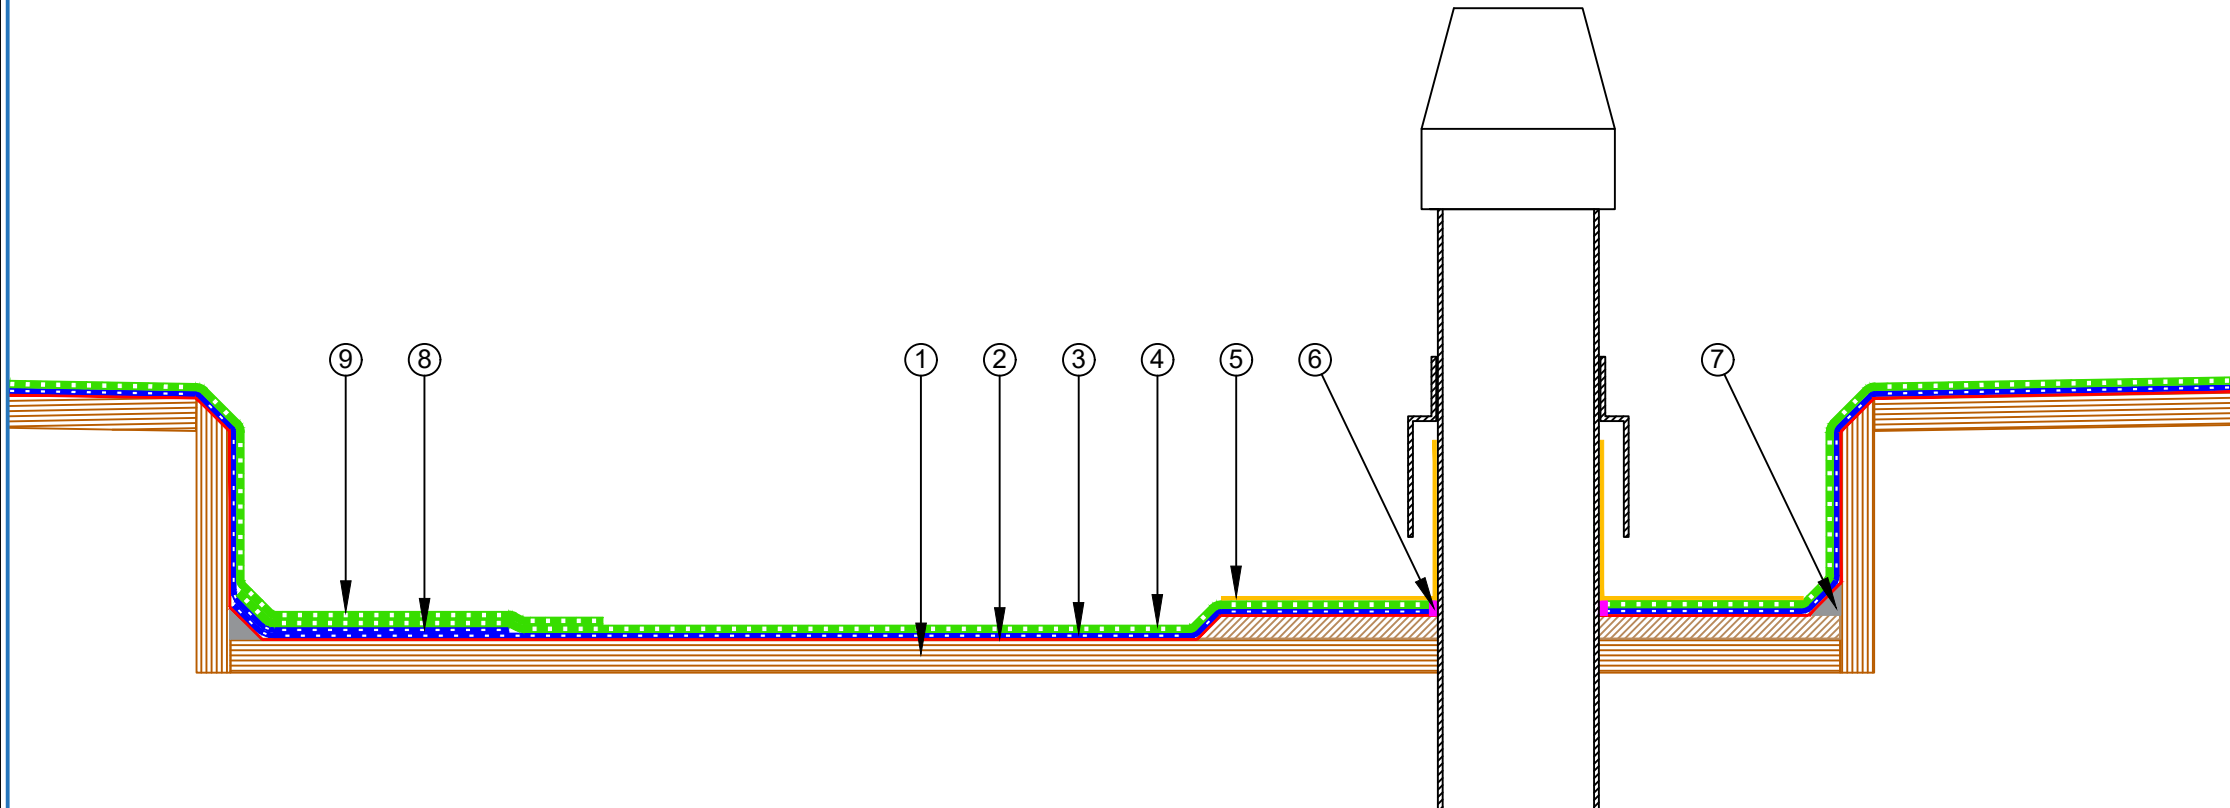 ⑨ ⑧ ① ② ③ ④ ⑤ ⑥ ⑦